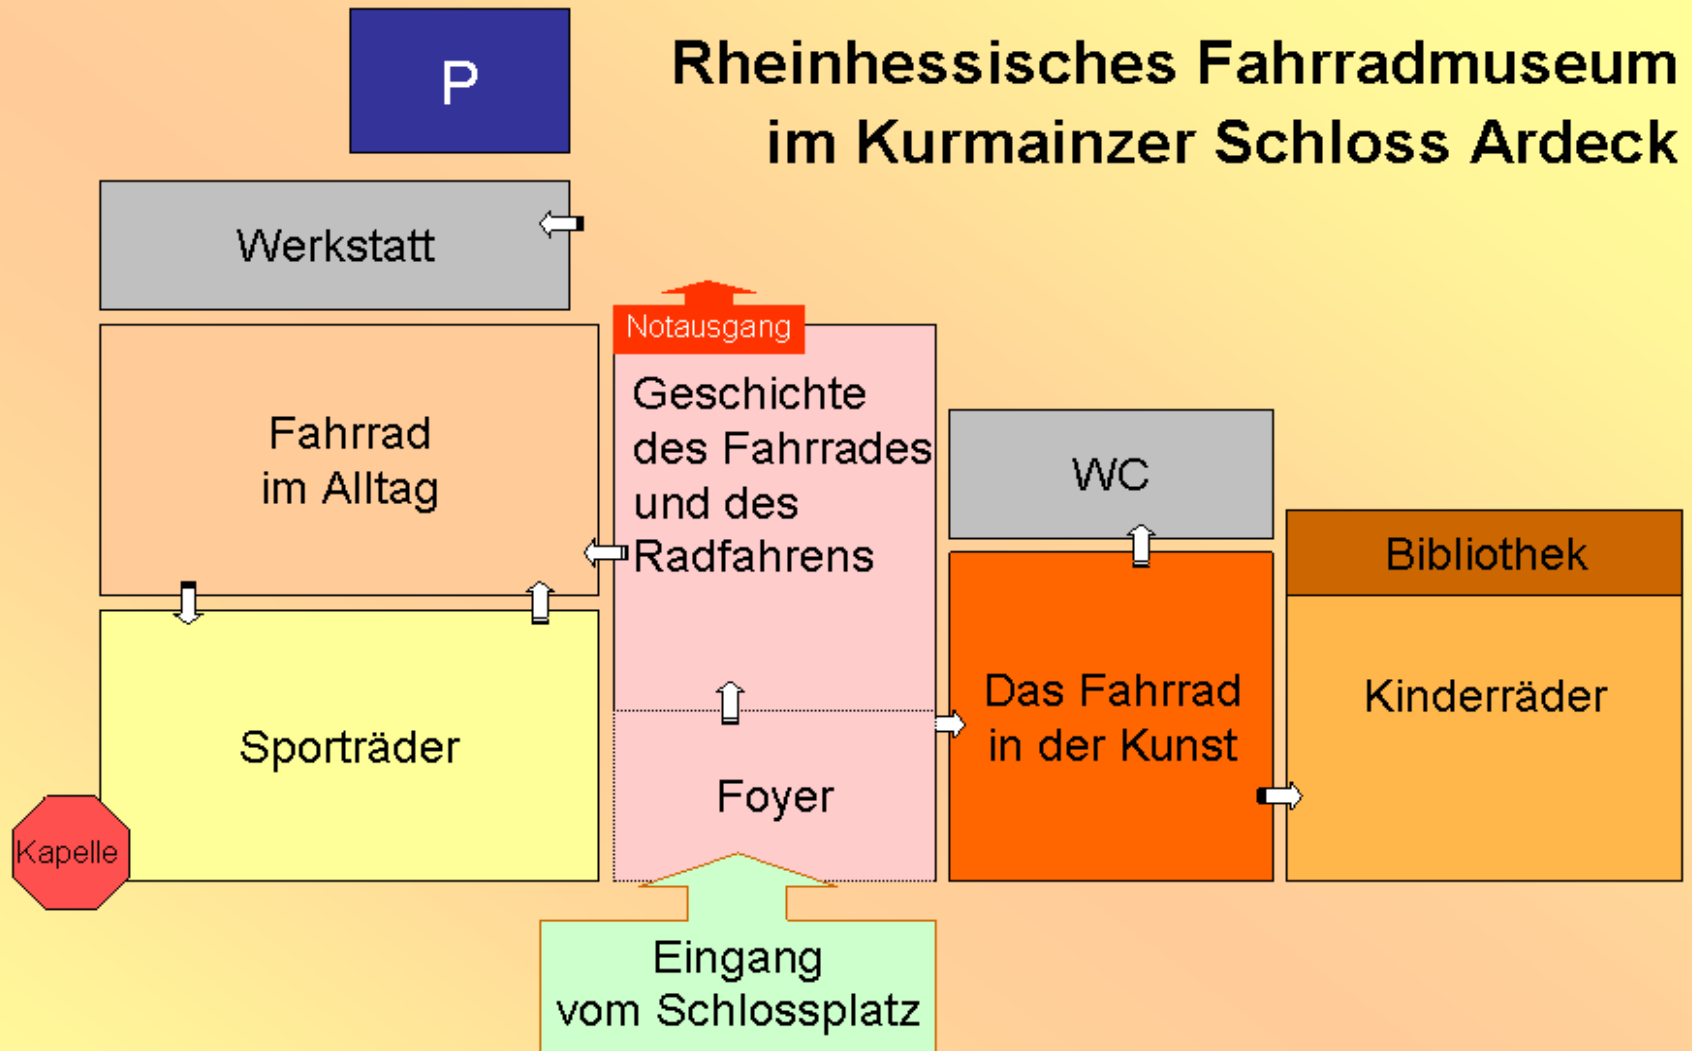 Rheinhessisches Fahrradmuseum
im Kurmainzer Schloss Ardeck
P
Werkstatt
Notausgang
Fahrrad
im Alltag
Geschichte
des Fahrrades
und des
Radfahrens
WC
Bibliothek
Sporträder
Foyer
Das Fahrrad
in der Kunst
Kinderräder
Kapelle
Eingang
vom Schlossplatz